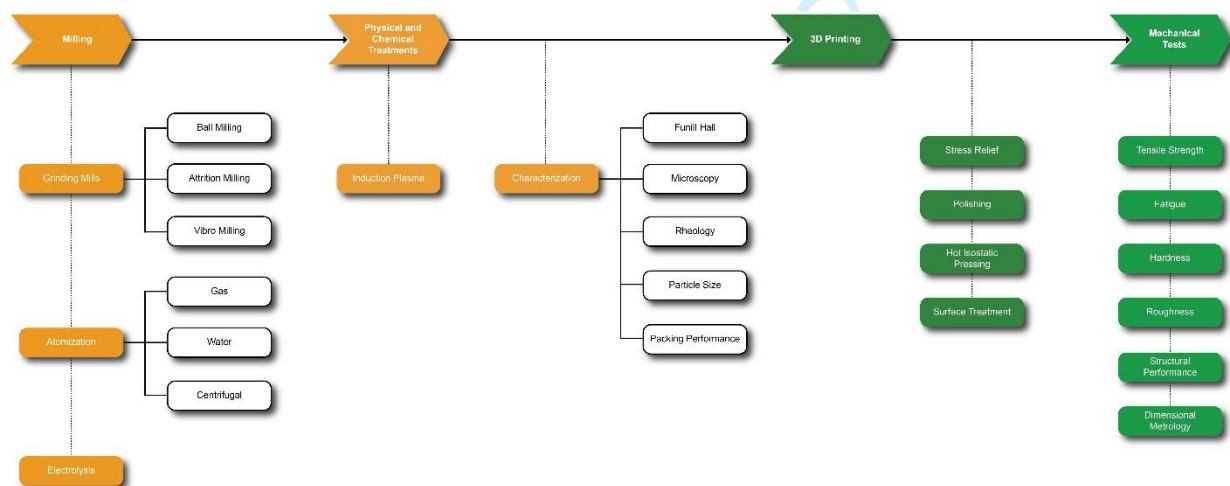 Milling
Physical and
Chemical
Treatments
3D Printing
Mechanical
Tests
Grinding Mills
Ball Milling
Attrition Milling
Vibro Milling
Atomization
Gas
Water
Centrifugal
Electrolysis
Induction Plasma
Characterization
Funill Hall
Microscopy
Rheology
Particle Size
Packing Performance
Stress Relief
Polishing
Hot Isostatic
Pressing
Surface Treatment
Tensile Strength
Fatigue
Hardness
Roughness
Structural
Performance
Dimensional
Metrology